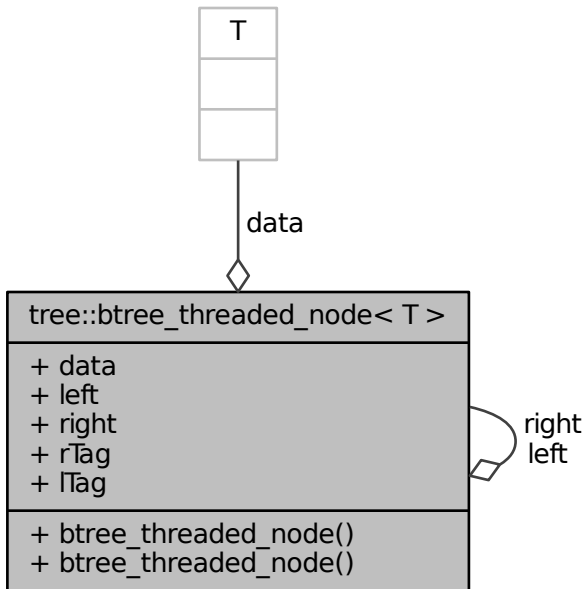 T
data
tree::btree_threaded_node< T >
+ data
+ left
+ right
+ rTag
+ lTag
right
left
+ btree_threaded_node()
+ btree_threaded_node()